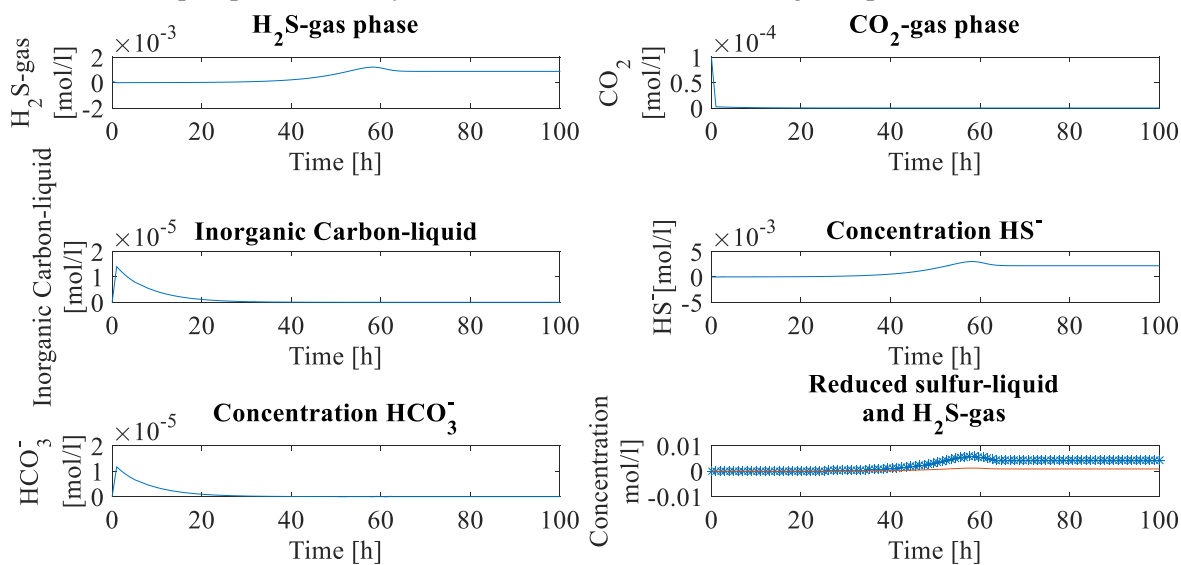 H₂S-gas phase
×10⁻³
H₂S-gas
[mol/l]
2
0
-2
0 20 40 60 80 100
Time [h]
CO₂-gas phase
×10⁻⁴
CO₂
[mol/l]
1
0.5
0
0 20 40 60 80 100
Time [h]
Inorganic Carbon-liquid
×10⁻⁵
Inorganic Carbon-liquid
[mol/l]
2
1
0
0 20 40 60 80 100
Time [h]
Concentration HS⁻
×10⁻³
HS⁻[mol/l]
5
0
-5
0 20 40 60 80 100
Time [h]
Concentration HCO₃⁻
×10⁻⁵
HCO₃⁻
[mol/l]
2
1
0
0 20 40 60 80 100
Time [h]
Reduced sulfur-liquid
and H₂S-gas
Concentration
mol/l]
0.01
0
-0.01
0 20 40 60 80 100
Time [h]